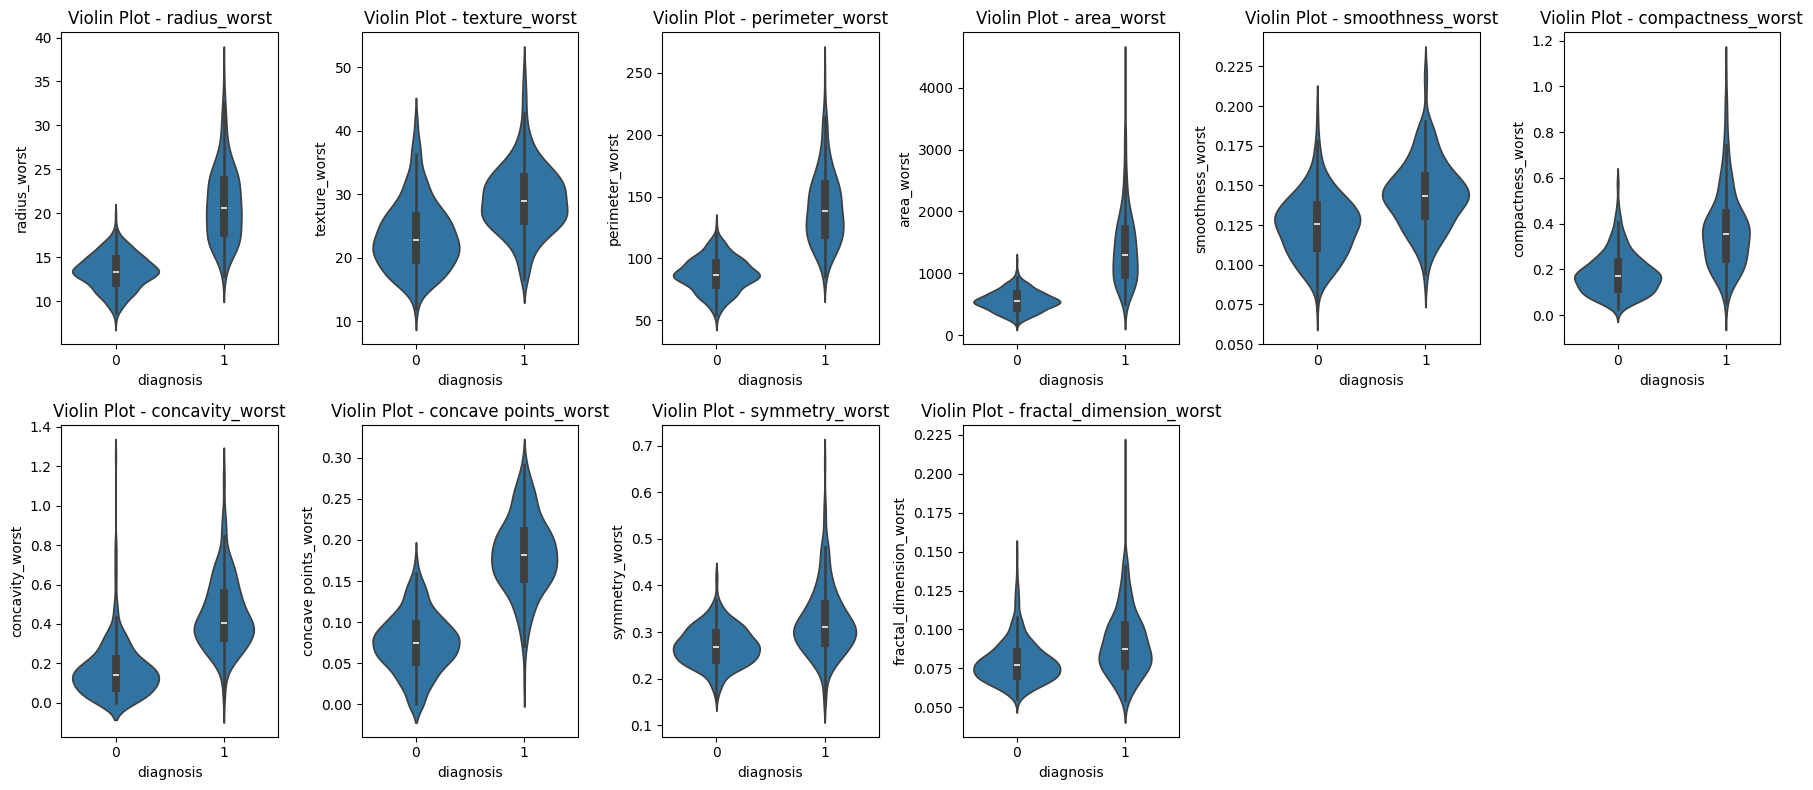 Violin Plot - radius_worst
40
35
30
25
20
15
10
radius_worst
0
1
diagnosis
Violin Plot - texture_worst
50
40
30
20
10
texture_worst
0
1
diagnosis
Violin Plot - perimeter_worst
250
200
150
100
50
perimeter_worst
0
1
diagnosis
Violin Plot - area_worst
4000
3000
2000
1000
0
area_worst
0
1
diagnosis
Violin Plot - smoothness_worst
0.225
0.200
0.175
0.150
0.125
0.100
0.075
0.050
smoothness_worst
0
1
diagnosis
Violin Plot - compactness_worst
1.2
1.0
0.8
0.6
0.4
0.2
0.0
compactness_worst
0
1
diagnosis
Violin Plot - concavity_worst
1.4
1.2
1.0
0.8
0.6
0.4
0.2
0.0
concavity_worst
0
1
diagnosis
Violin Plot - concave points_worst
0.30
0.25
0.20
0.15
0.10
0.05
0.00
concave points_worst
0
1
diagnosis
Violin Plot - symmetry_worst
0.7
0.6
0.5
0.4
0.3
0.2
0.1
symmetry_worst
0
1
diagnosis
Violin Plot - fractal_dimension_worst
0.225
0.200
0.175
0.150
0.125
0.100
0.075
0.050
fractal_dimension_worst
0
1
diagnosis